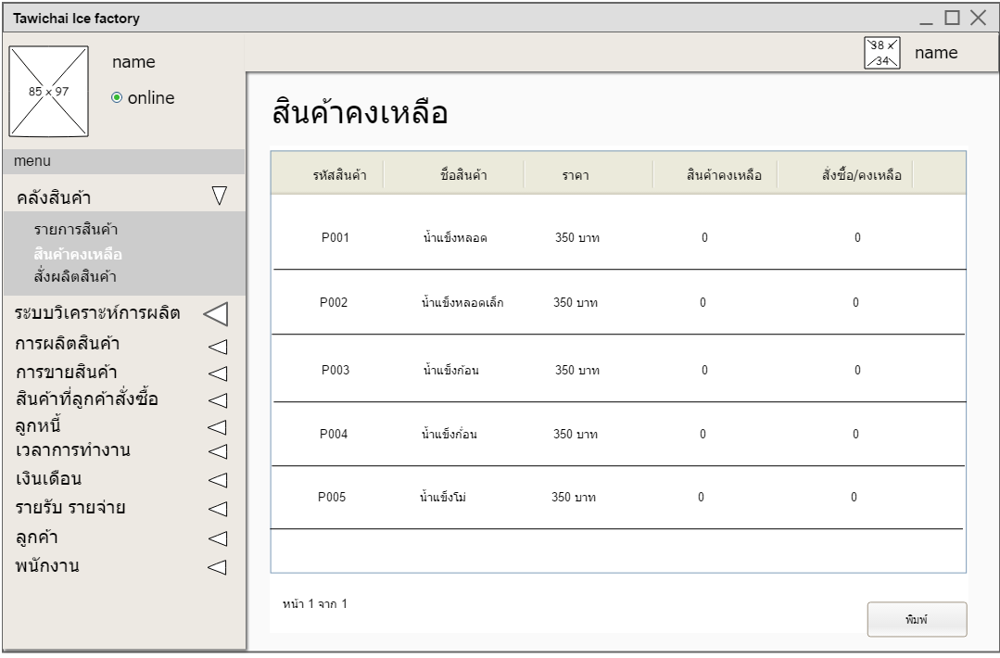 Tawichai Ice factory
38 x 34
name
85 x 97
name
online
menu
คลังสินค้า
รายการสินค้า
สินค้าคงเหลือ
สั่งผลิตสินค้า
ระบบวิเคราะห์การผลิต
การผลิตสินค้า
การขายสินค้า
สินค้าที่ลูกค้าสั่งซื้อ
ลูกหนี้
เวลาการทำงาน
เงินเดือน
รายรับ รายจ่าย
ลูกค้า
พนักงาน
สินค้าคงเหลือ
รหัสสินค้า ชื่อสินค้า ราคา สินค้าคงเหลือ สั่งซื้อ/คงเหลือ
P001 น้ำแข็งหลอด 350 บาท 0 0
P002 น้ำแข็งหลอดเล็ก 350 บาท 0 0
P003 น้ำแข็งก่อน 350 บาท 0 0
P004 น้ำแข็งก้่อน 350 บาท 0 0
P005 น้ำแข็งโม่ 350 บาท 0 0
หน้า 1 จาก 1
พิมพ์